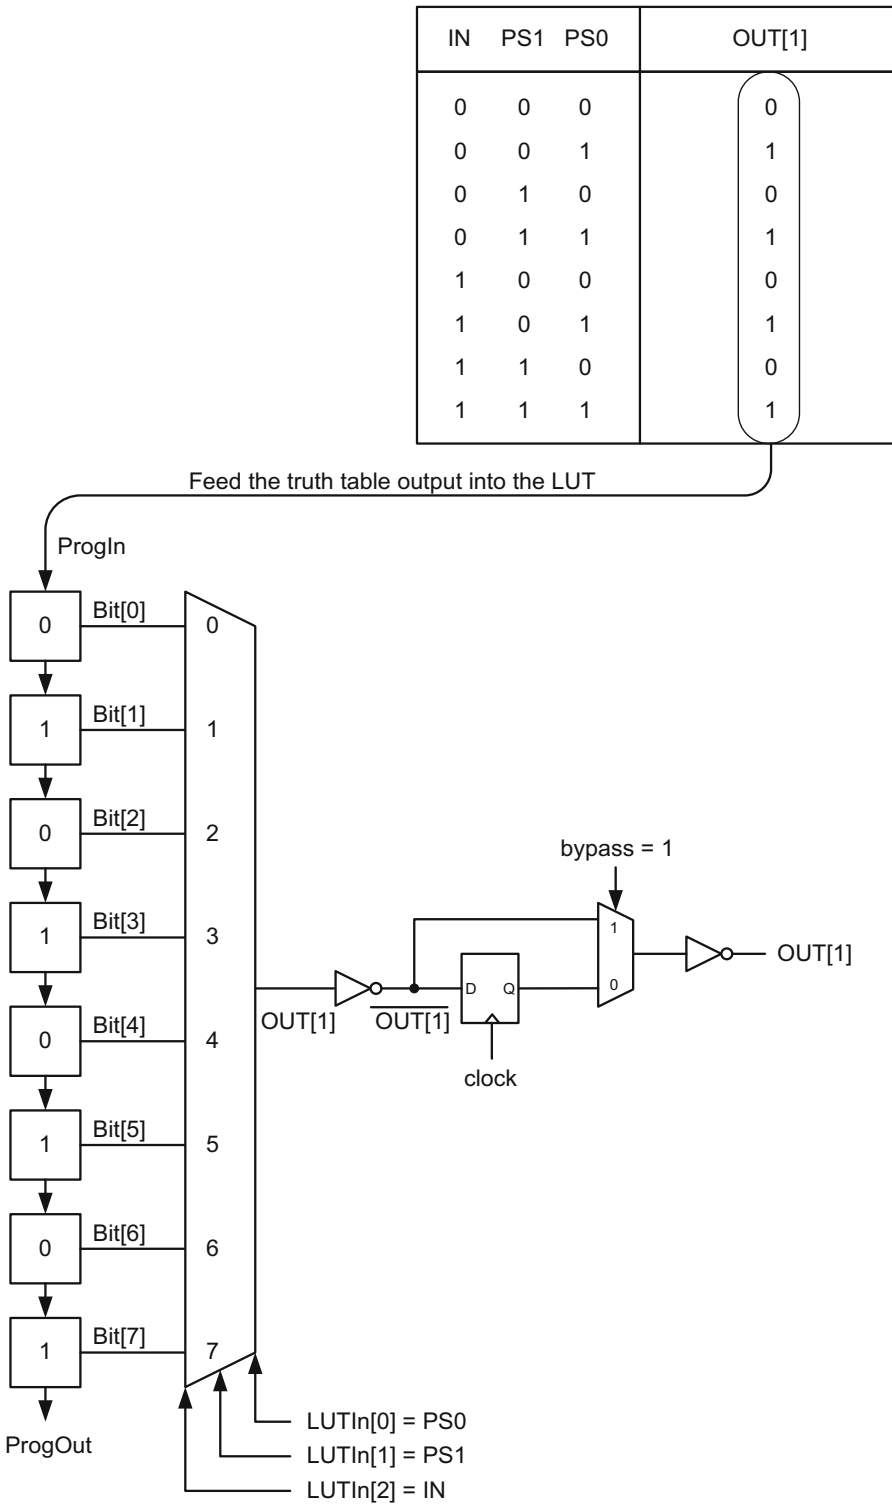 IN PS1 PS0 OUT[1]
0 0 0 0
0 0 1 1
0 1 0 0
0 1 1 1
1 0 0 0
1 0 1 1
1 1 0 0
1 1 1 1
Feed the truth table output into the LUT
ProgIn
0 Bit[0] 0
1 Bit[1] 1
0 Bit[2] 2
bypass = 1
1 Bit[3] 3
1
OUT[1]
D Q 0
OUT[1] OUT[1]
0 Bit[4] 4
clock
1 Bit[5] 5
0 Bit[6] 6
1 Bit[7] 7
ProgOut
LUTIn[0] = PS0
LUTIn[1] = PS1
LUTIn[2] = IN